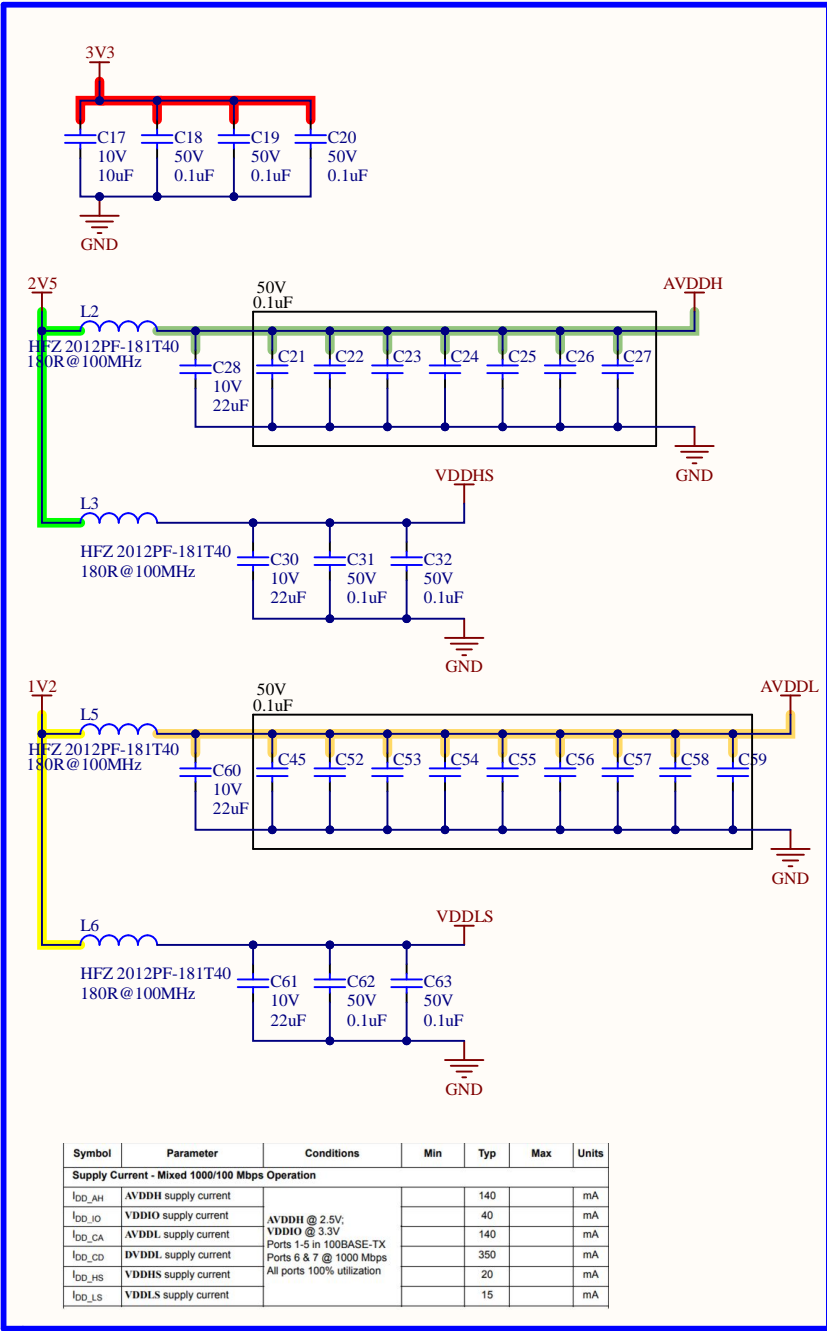 3V3
C17 C18 C19 C20
10V 50V 50V 50V
10uF 0.1uF 0.1uF 0.1uF
GND
2V5
50V
0.1uF
AVDDH
L2
HFZ 2012PF-181T40
180R@100MHz
C21 C22 C23 C24 C25 C26 C27
C28
10V
22uF
GND
VDDHS
L3
HFZ 2012PF-181T40
180R@100MHz
C30 C31 C32
10V 50V 50V
22uF 0.1uF 0.1uF
GND
1V2
50V
0.1uF
AVDDL
L5
HFZ 2012PF-181T40
180R@100MHz
C45 C52 C53 C54 C55 C56 C57 C58 C59
C60
10V
22uF
GND
VDDLS
L6
HFZ 2012PF-181T40
180R@100MHz
C61 C62 C63
10V 50V 50V
22uF 0.1uF 0.1uF
GND
Symbol Parameter Conditions Min Typ Max Units
Supply Current - Mixed 1000/100 Mbps Operation
IDD_AH AVDDH supply current 140 mA
IDD_IO VDDIO supply current 40 mA
IDD_CA AVDDL supply current 140 mA
IDD_CD DVDDL supply current 350 mA
IDD_HS VDDHS supply current 20 mA
IDD_LS VDDLS supply current 15 mA
AVDDH @ 2.5V;
VDDIO @ 3.3V
Ports 1-5 in 100BASE-TX
Ports 6 & 7 @ 1000 Mbps
All ports 100% utilization